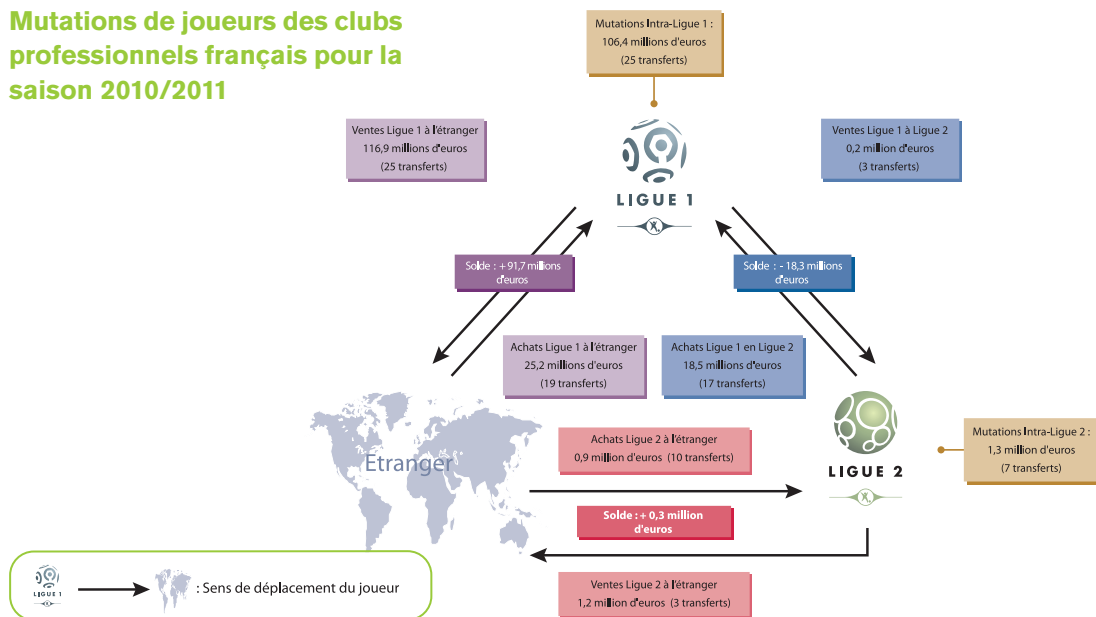 Mutations de joueurs des clubs
professionnels français pour la
saison 2010/2011
Mutations Intra-Ligue 1 :
106,4 millions d'euros
(25 transferts)
Ventes Ligue 1 à l'étranger
116,9 millions d'euros
(25 transferts)
Ventes Ligue 1 à Ligue 2
0,2 million d'euros
(3 transferts)
LIGUE 1
Solde : + 91,7 millions
d'euros
Solde : - 18,3 millions
d'euros
Achats Ligue 1 à l'étranger
25,2 millions d'euros
(19 transferts)
Achats Ligue 1 en Ligue 2
18,5 millions d'euros
(17 transferts)
Etranger
Achats Ligue 2 à l'étranger
0,9 million d'euros (10 transferts)
LIGUE 2
Mutations Intra-Ligue 2 :
1,3 million d'euros
(7 transferts)
Solde : + 0,3 million
d'euros
Ventes Ligue 2 à l'étranger
1,2 million d'euros (3 transferts)
LIGUE 1
: Sens de déplacement du joueur